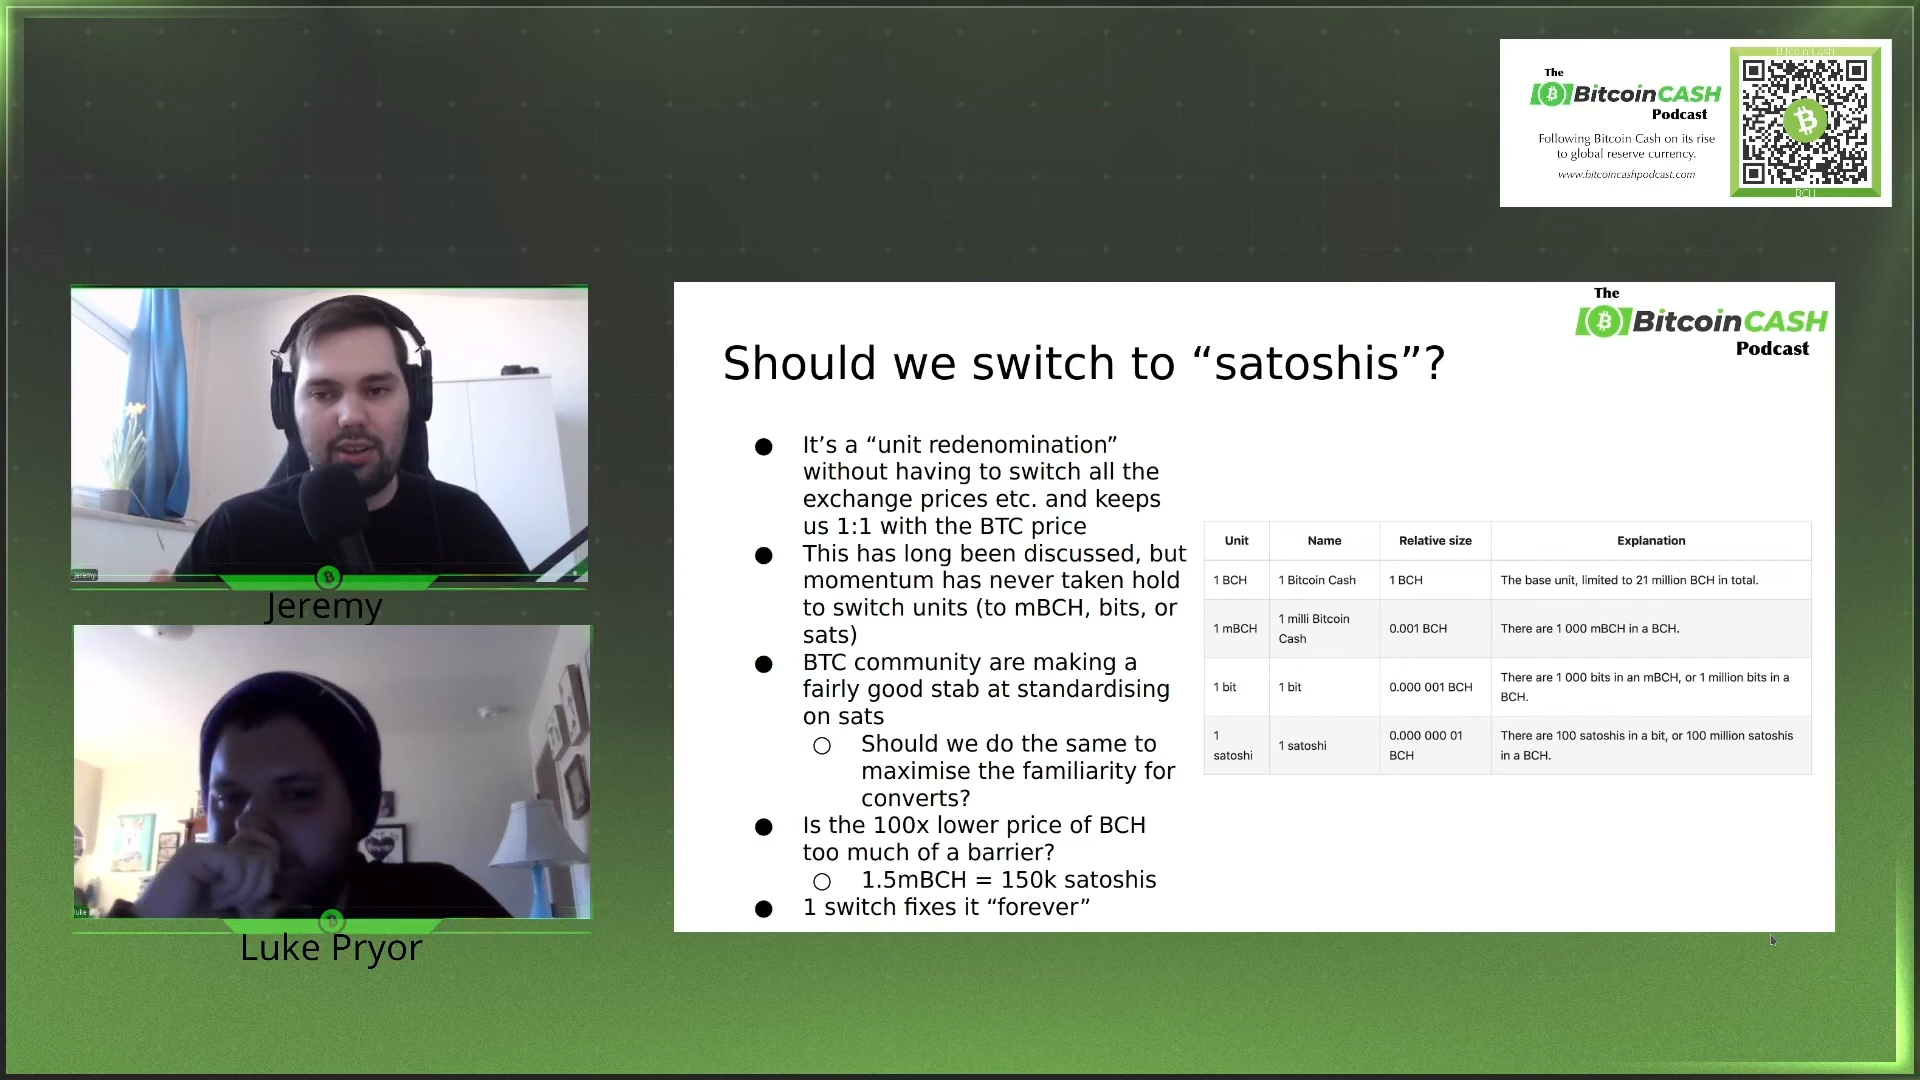 Bitcoin Cash
The
BitcoinCASH
Podcast
Following Bitcoin Cash on its rise
to global reserve currency.
www.bitcoincashpodcast.com
BCH
Jeremy
Jeremy
luke
Luke Pryor
The
BitcoinCASH
Podcast
Should we switch to “satoshis”?
● It’s a “unit redenomination”
without having to switch all the
exchange prices etc. and keeps
us 1:1 with the BTC price
● This has long been discussed, but
momentum has never taken hold
to switch units (to mBCH, bits, or
sats)
● BTC community are making a
fairly good stab at standardising
on sats
○ Should we do the same to
maximise the familiarity for
converts?
● Is the 100x lower price of BCH
too much of a barrier?
○ 1.5mBCH = 150k satoshis
● 1 switch fixes it “forever”
Unit Name Relative size Explanation
1 BCH 1 Bitcoin Cash 1 BCH The base unit, limited to 21 million BCH in total.
1 mBCH
1 milli Bitcoin
Cash
0.001 BCH
There are 1 000 mBCH in a BCH.
1 bit
1 bit
0.000 001 BCH
There are 1 000 bits in an mBCH, or 1 million bits in a
BCH.
1
satoshi
1 satoshi
0.000 000 01
BCH
There are 100 satoshis in a bit, or 100 million satoshis
in a BCH.